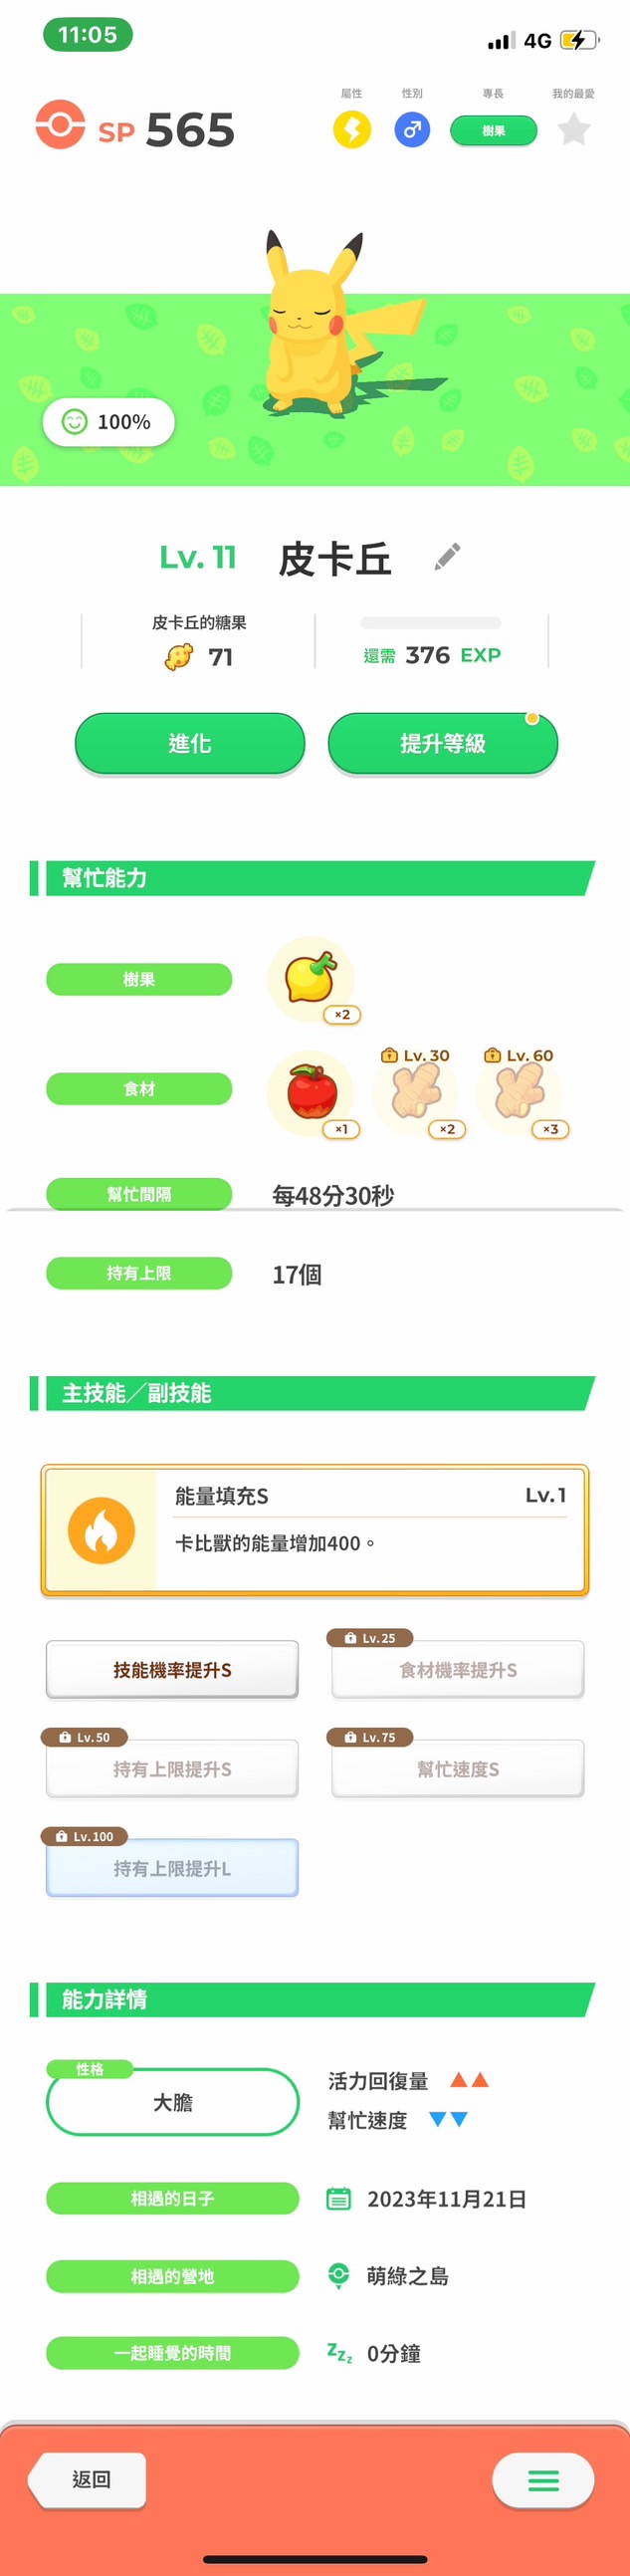 11:05
4G
屬性 性別 專長 我的最愛
SP 565
樹果
100%
Lv. 11 皮卡丘
皮卡丘的糖果
71
還需 376 EXP
進化
提升等級
幫忙能力
樹果
×2
食材
×1
Lv. 30
×2
Lv. 60
×3
幫忙間隔
每48分30秒
持有上限
17個
主技能／副技能
能量填充S Lv.1
卡比獸的能量增加400。
技能機率提升S
Lv.25
食材機率提升S
Lv.50
持有上限提升S
Lv.75
幫忙速度S
Lv.100
持有上限提升L
能力詳情
性格
大膽
活力回復量 ▲▲
幫忙速度 ▼▼
相遇的日子
2023年11月21日
相遇的營地
萌綠之島
一起睡覺的時間
zzz 0分鐘
返回